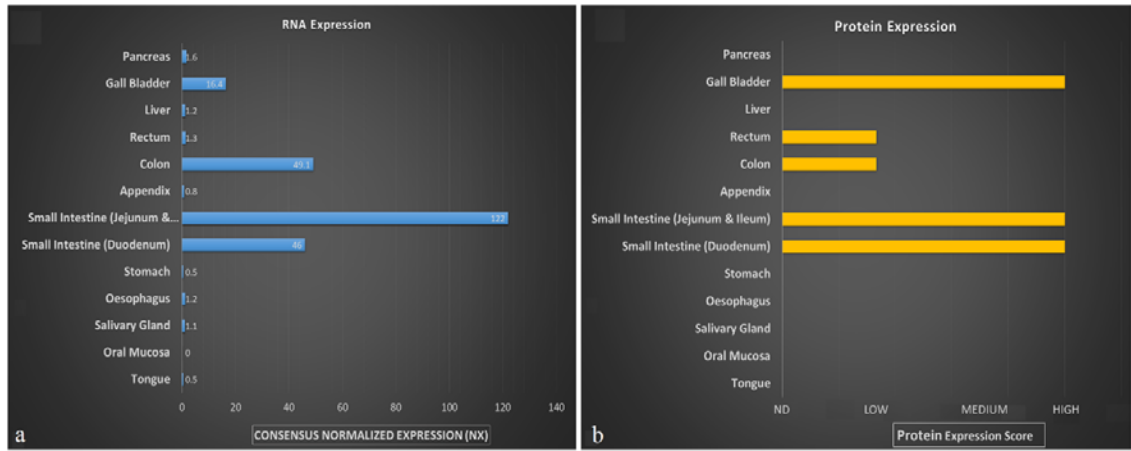 RNA Expression
Pancreas 1.6
Gall Bladder 16.4
Liver 1.2
Rectum 1.3
Colon 49.1
Appendix 0.8
Small Intestine (Jejunum &... 122
Small Intestine (Duodenum) 46
Stomach 0.5
Oesophagus 1.2
Salivary Gland 1.1
Oral Mucosa 0
Tongue 0.5
0 20 40 60 80 100 120 140
CONSENSUS NORMALIZED EXPRESSION (NX)
a
Protein Expression
Pancreas
Gall Bladder
Liver
Rectum
Colon
Appendix
Small Intestine (Jejunum & Ileum)
Small Intestine (Duodenum)
Stomach
Oesophagus
Salivary Gland
Oral Mucosa
Tongue
ND LOW MEDIUM HIGH
Protein Expression Score
b